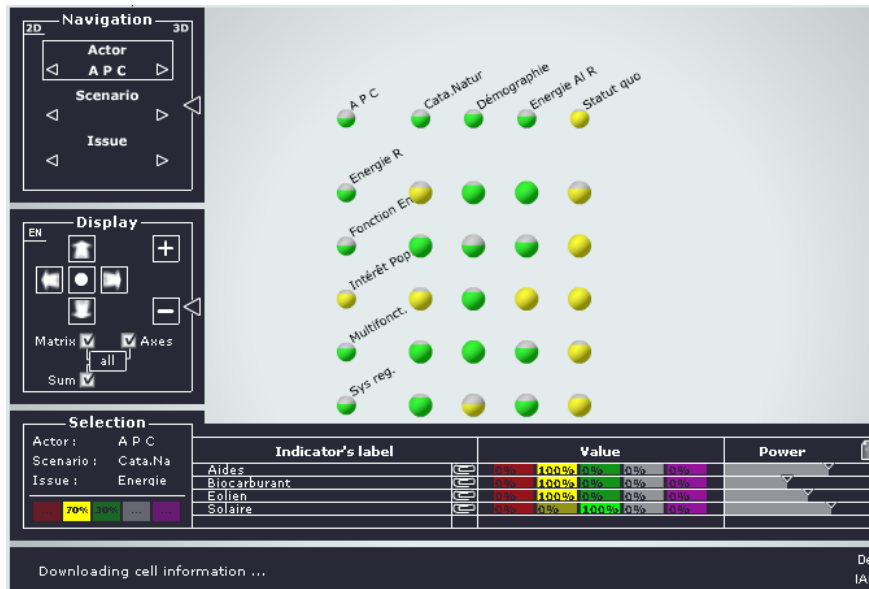 Navigation
2D 3D
Actor
A P C
Scenario
Issue
A P C
Cata.Natur
Démographie
Energie Al R
Statut quo
Energie R
Fonction En
Intérêt Pop
Multifonct.
Sys reg.
Display
EN
Matrix Axes
all
Sum
Selection
Actor : A P C
Scenario : Cata.Na
Issue : Energie
... 70% 30% ... ...
Indicator's label Value Power
Aides 0% 100% 0% 0% 0%
Biocarburant 0% 100% 0% 0% 0%
Eolien 0% 100% 0% 0% 0%
Solaire 0% 0% 100% 0% 0%
Downloading cell information ...
De
IA